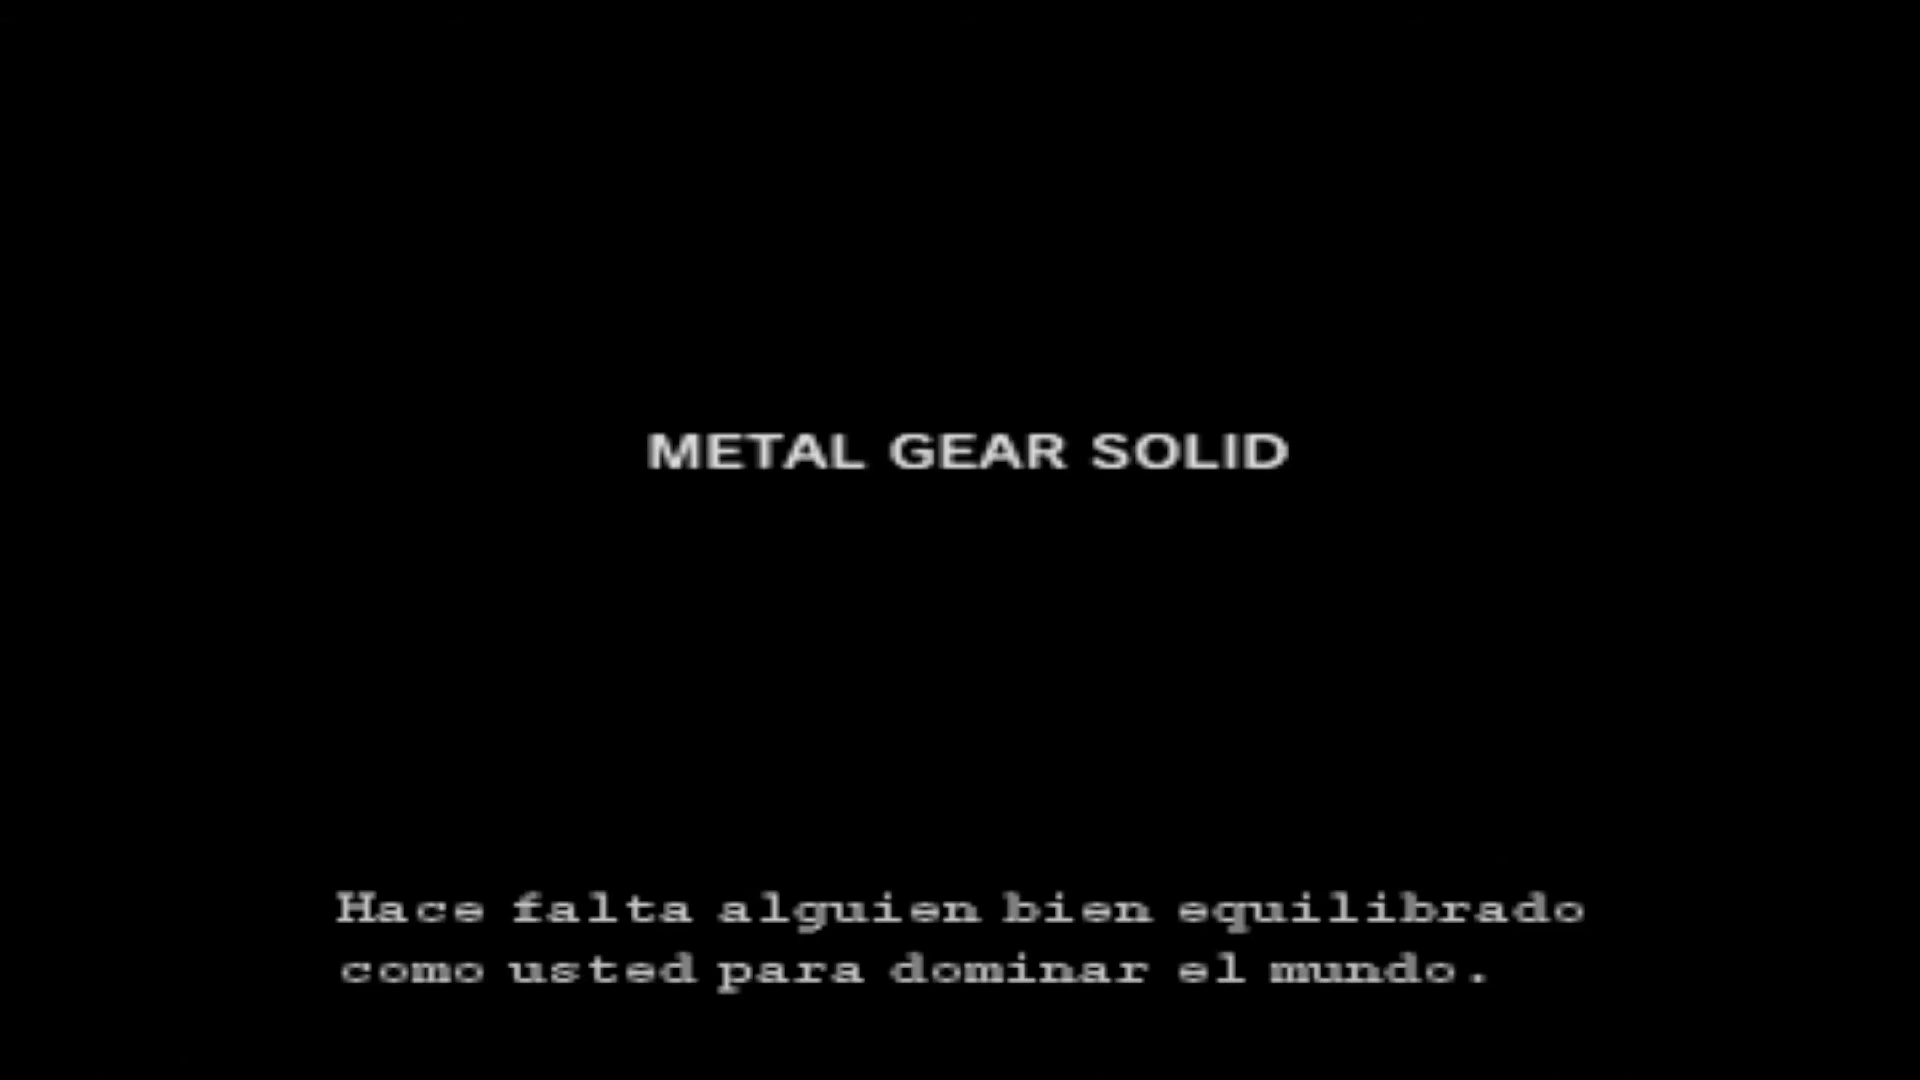 METAL GEAR SOLID
Hace falta alguien bien equilibrado
como usted para dominar el mundo.